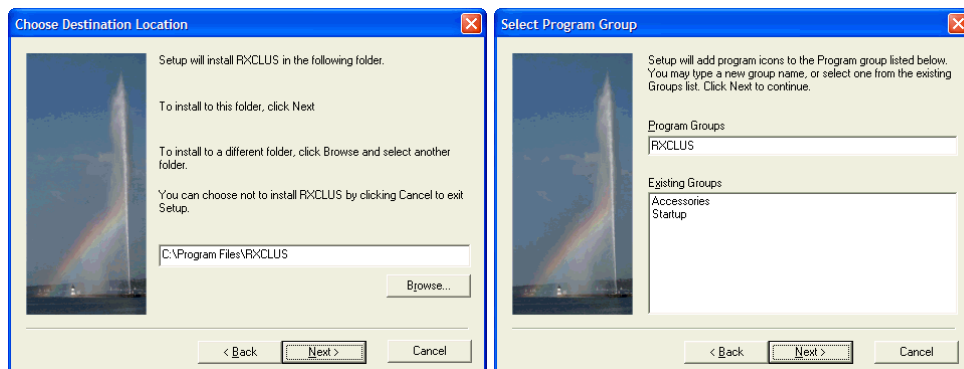 Choose Destination Location
Setup will install RXCLUS in the following folder.
To install to this folder, click Next
To install to a different folder, click Browse and select another
folder.
You can choose not to install RXCLUS by clicking Cancel to exit
Setup.
C:\Program Files\RXCLUS
Browse...
< Back
Next >
Cancel
Select Program Group
Setup will add program icons to the Program group listed below.
You may type a new group name, or select one from the existing
Groups list. Click Next to continue.
Program Groups
RXCLUS
Existing Groups
Accessories
Startup
< Back
Next >
Cancel